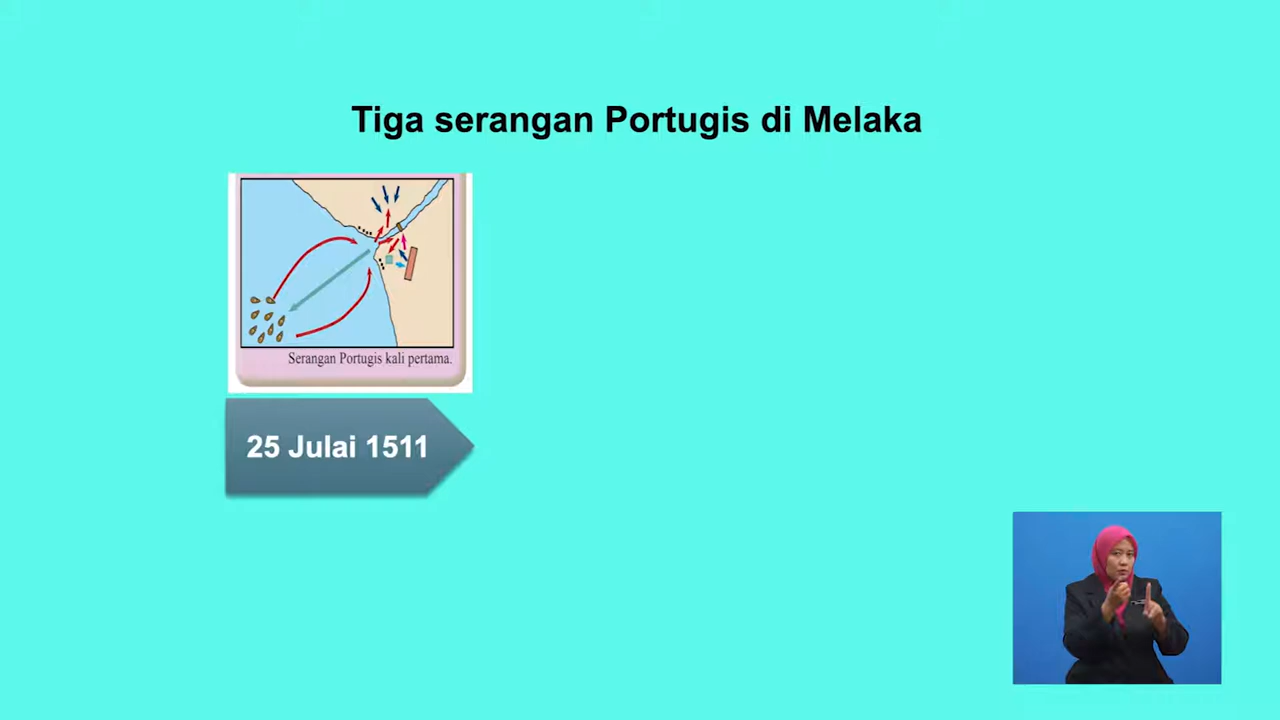 Tiga serangan Portugis di Melaka
Serangan Portugis kali pertama.
25 Julai 1511